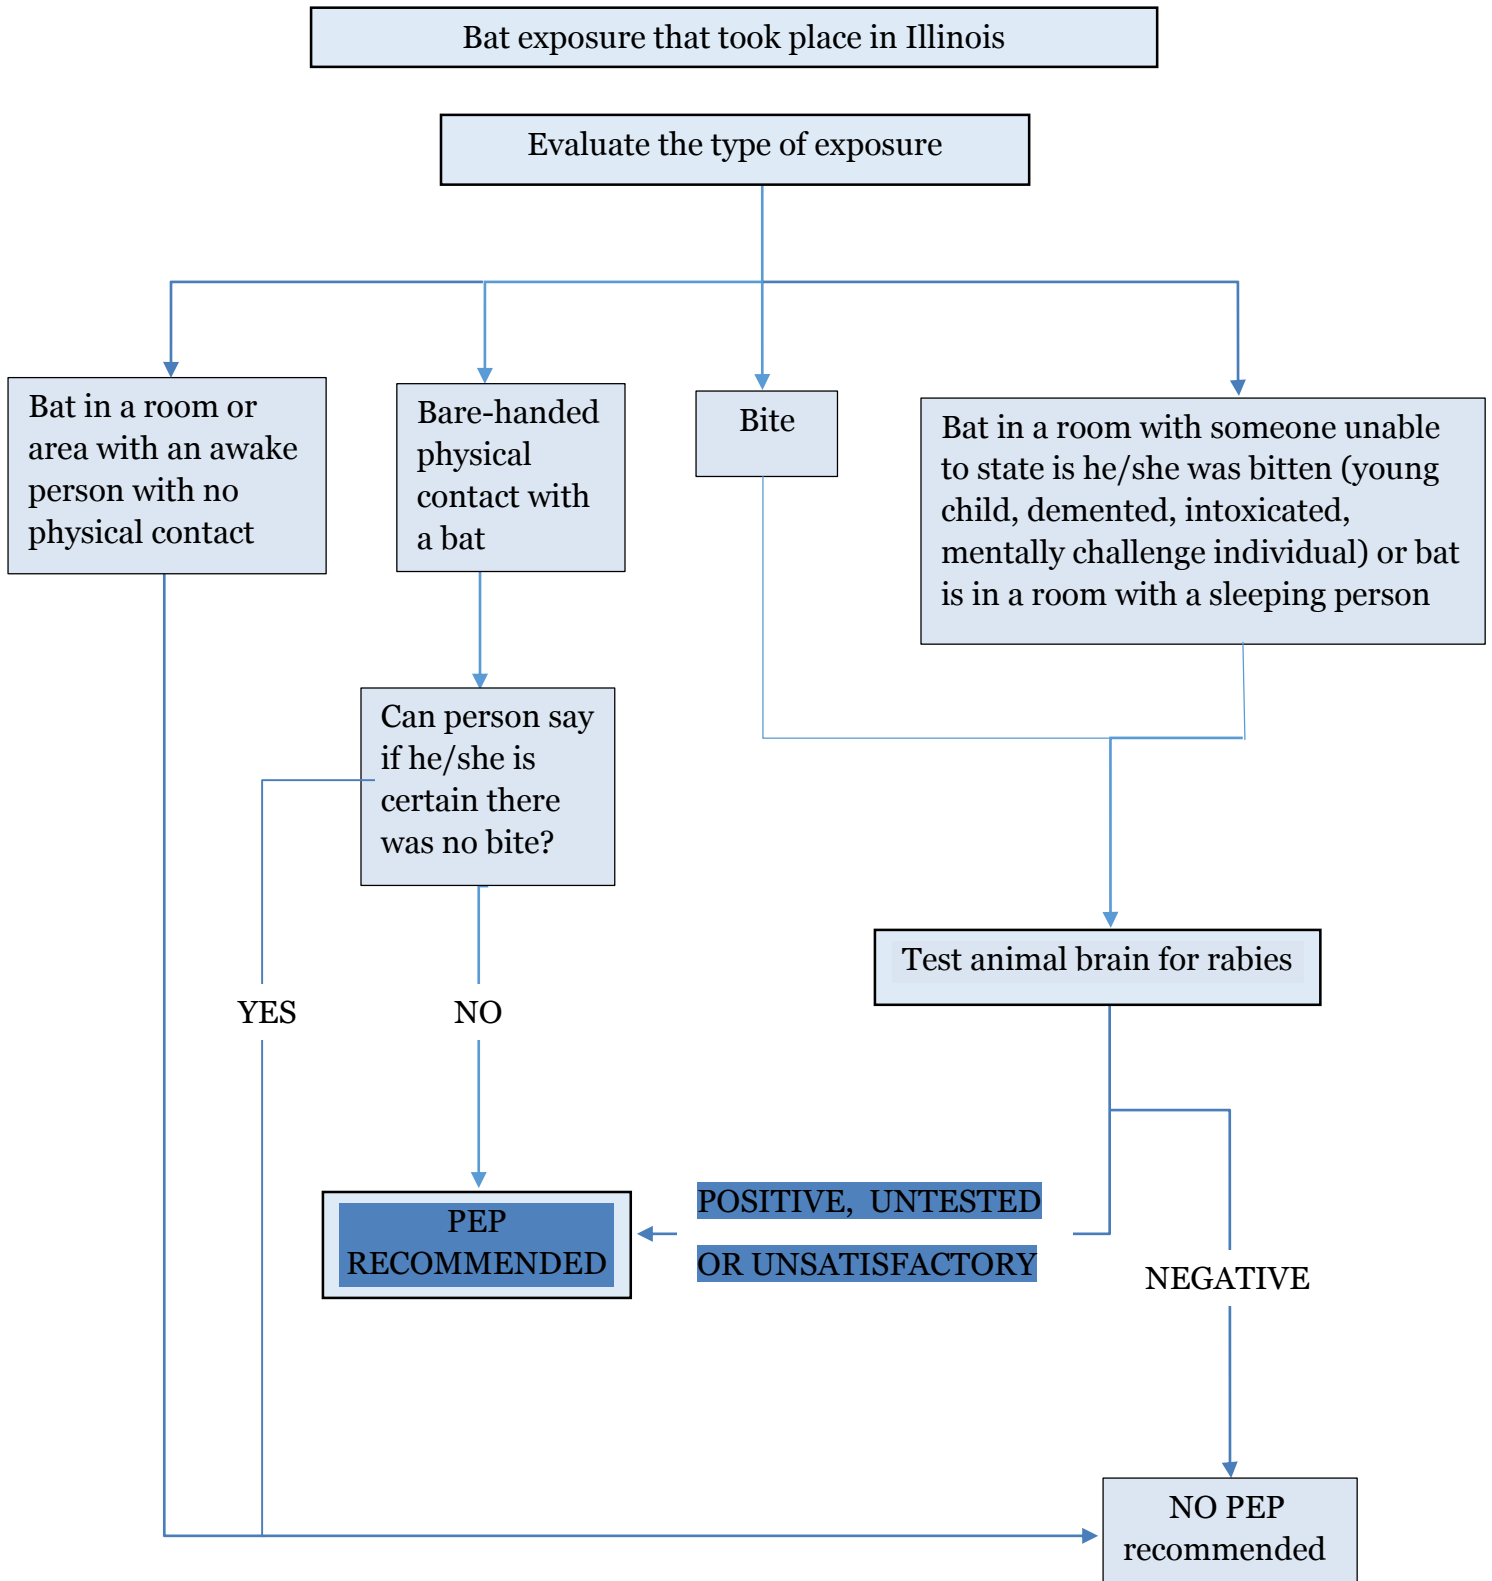 Bat exposure that took place in Illinois
Evaluate the type of exposure
Bat in a room or
area with an awake
person with no
physical contact
Bare-handed
physical
contact with
a bat
Bite
Bat in a room with someone unable
to state is he/she was bitten (young
child, demented, intoxicated,
mentally challenge individual) or bat
is in a room with a sleeping person
Can person say
if he/she is
certain there
was no bite?
Test animal brain for rabies
YES
NO
PEP
RECOMMENDED
POSITIVE, UNTESTED
OR UNSATISFACTORY
NEGATIVE
NO PEP
recommended